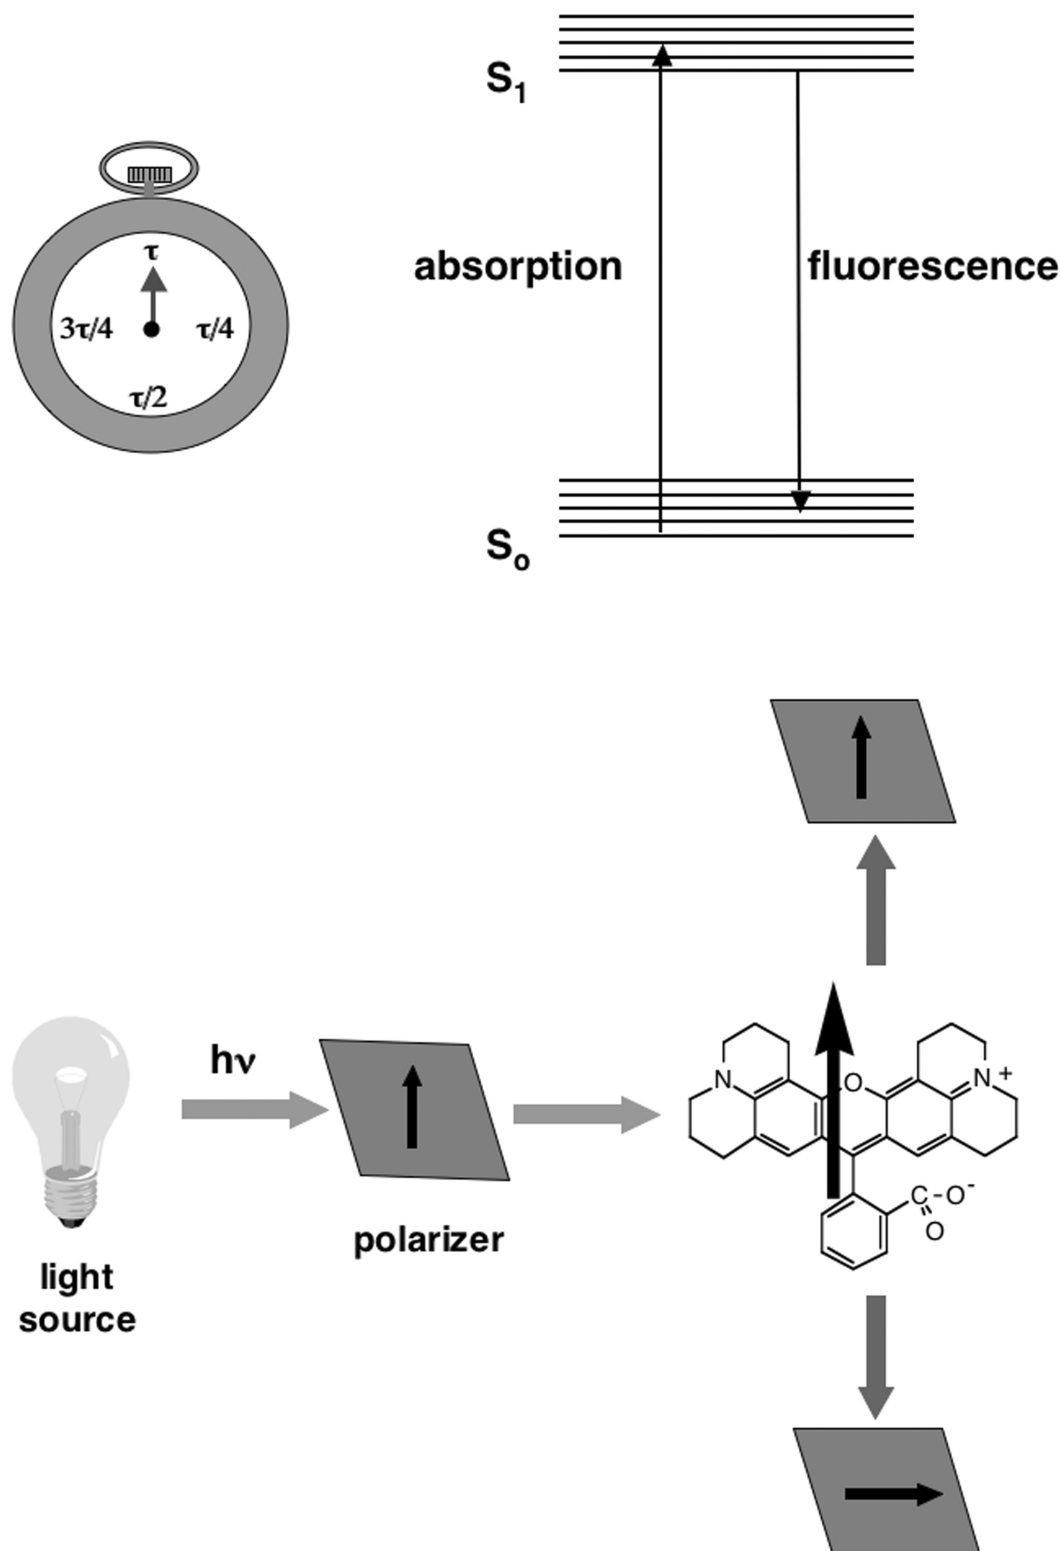 S1
τ
3τ/4
τ/4
τ/2
absorption
fluorescence
So
hν
polarizer
light
source
N
O
N +
C-O-
O